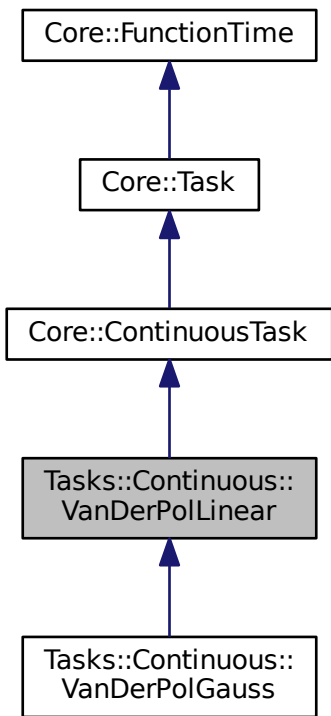 Core::FunctionTime
Core::Task
Core::ContinuousTask
Tasks::Continuous::
VanDerPolLinear
Tasks::Continuous::
VanDerPolGauss